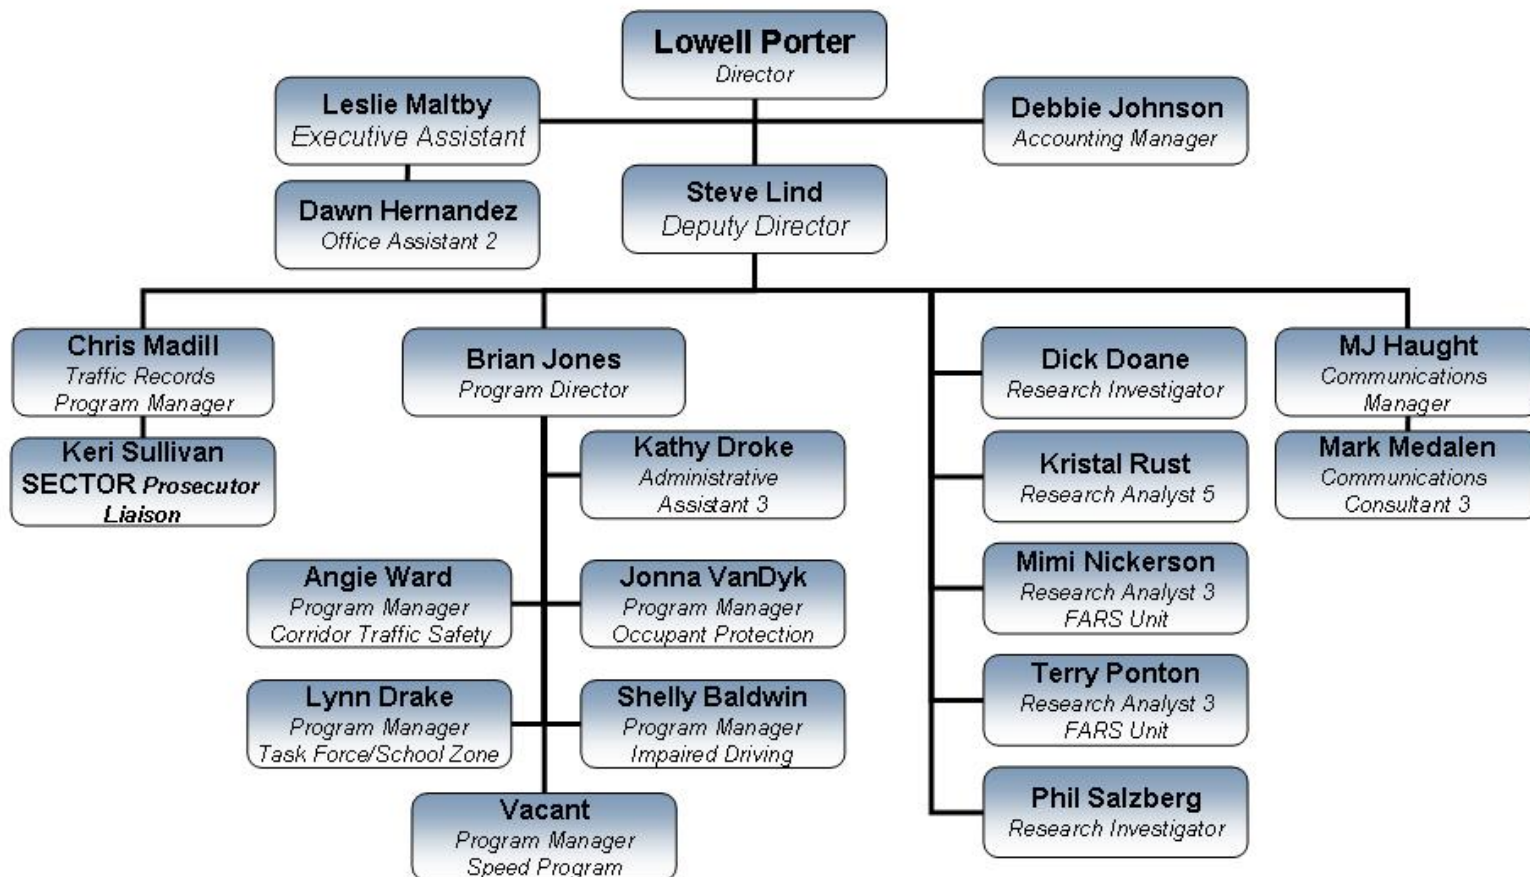 Lowell Porter
Director
Leslie Maltby
Executive Assistant
Debbie Johnson
Accounting Manager
Dawn Hernandez
Office Assistant 2
Steve Lind
Deputy Director
Chris Madill
Traffic Records
Program Manager
Keri Sullivan
SECTOR Prosecutor
Liaison
Brian Jones
Program Director
Kathy Droke
Administrative
Assistant 3
Angie Ward
Program Manager
Corridor Traffic Safety
Jonna VanDyk
Program Manager
Occupant Protection
Lynn Drake
Program Manager
Task Force/School Zone
Shelly Baldwin
Program Manager
Impaired Driving
Vacant
Program Manager
Speed Program
Dick Doane
Research Investigator
Kristal Rust
Research Analyst 5
Mimi Nickerson
Research Analyst 3
FARS Unit
Terry Ponton
Research Analyst 3
FARS Unit
Phil Salzberg
Research Investigator
MJ Haught
Communications
Manager
Mark Medalen
Communications
Consultant 3